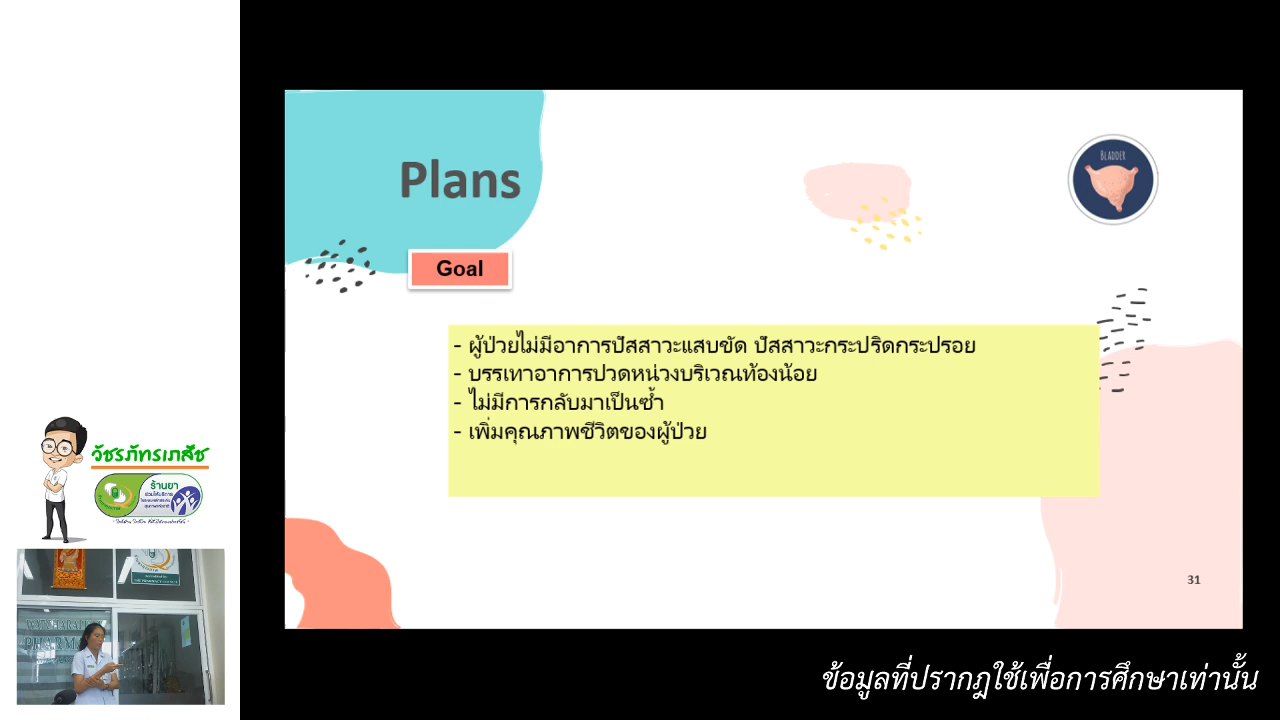 Plans
BLADDER
Goal
- ผู้ป่วยไม่มีอาการปัสสาวะแสบขัด ปัสสาวะกระปริดกระปรอย
- บรรเทาอาการปวดหน่วงบริเวณท้องน้อย
- ไม่มีการกลับมาเป็นซ้ำ
- เพิ่มคุณภาพชีวิตของผู้ป่วย
31
วัชรภัทรเภสัช
ร้านยา
ข้อมูลที่ปรากฎใช้เพื่อการศึกษาเท่านั้น